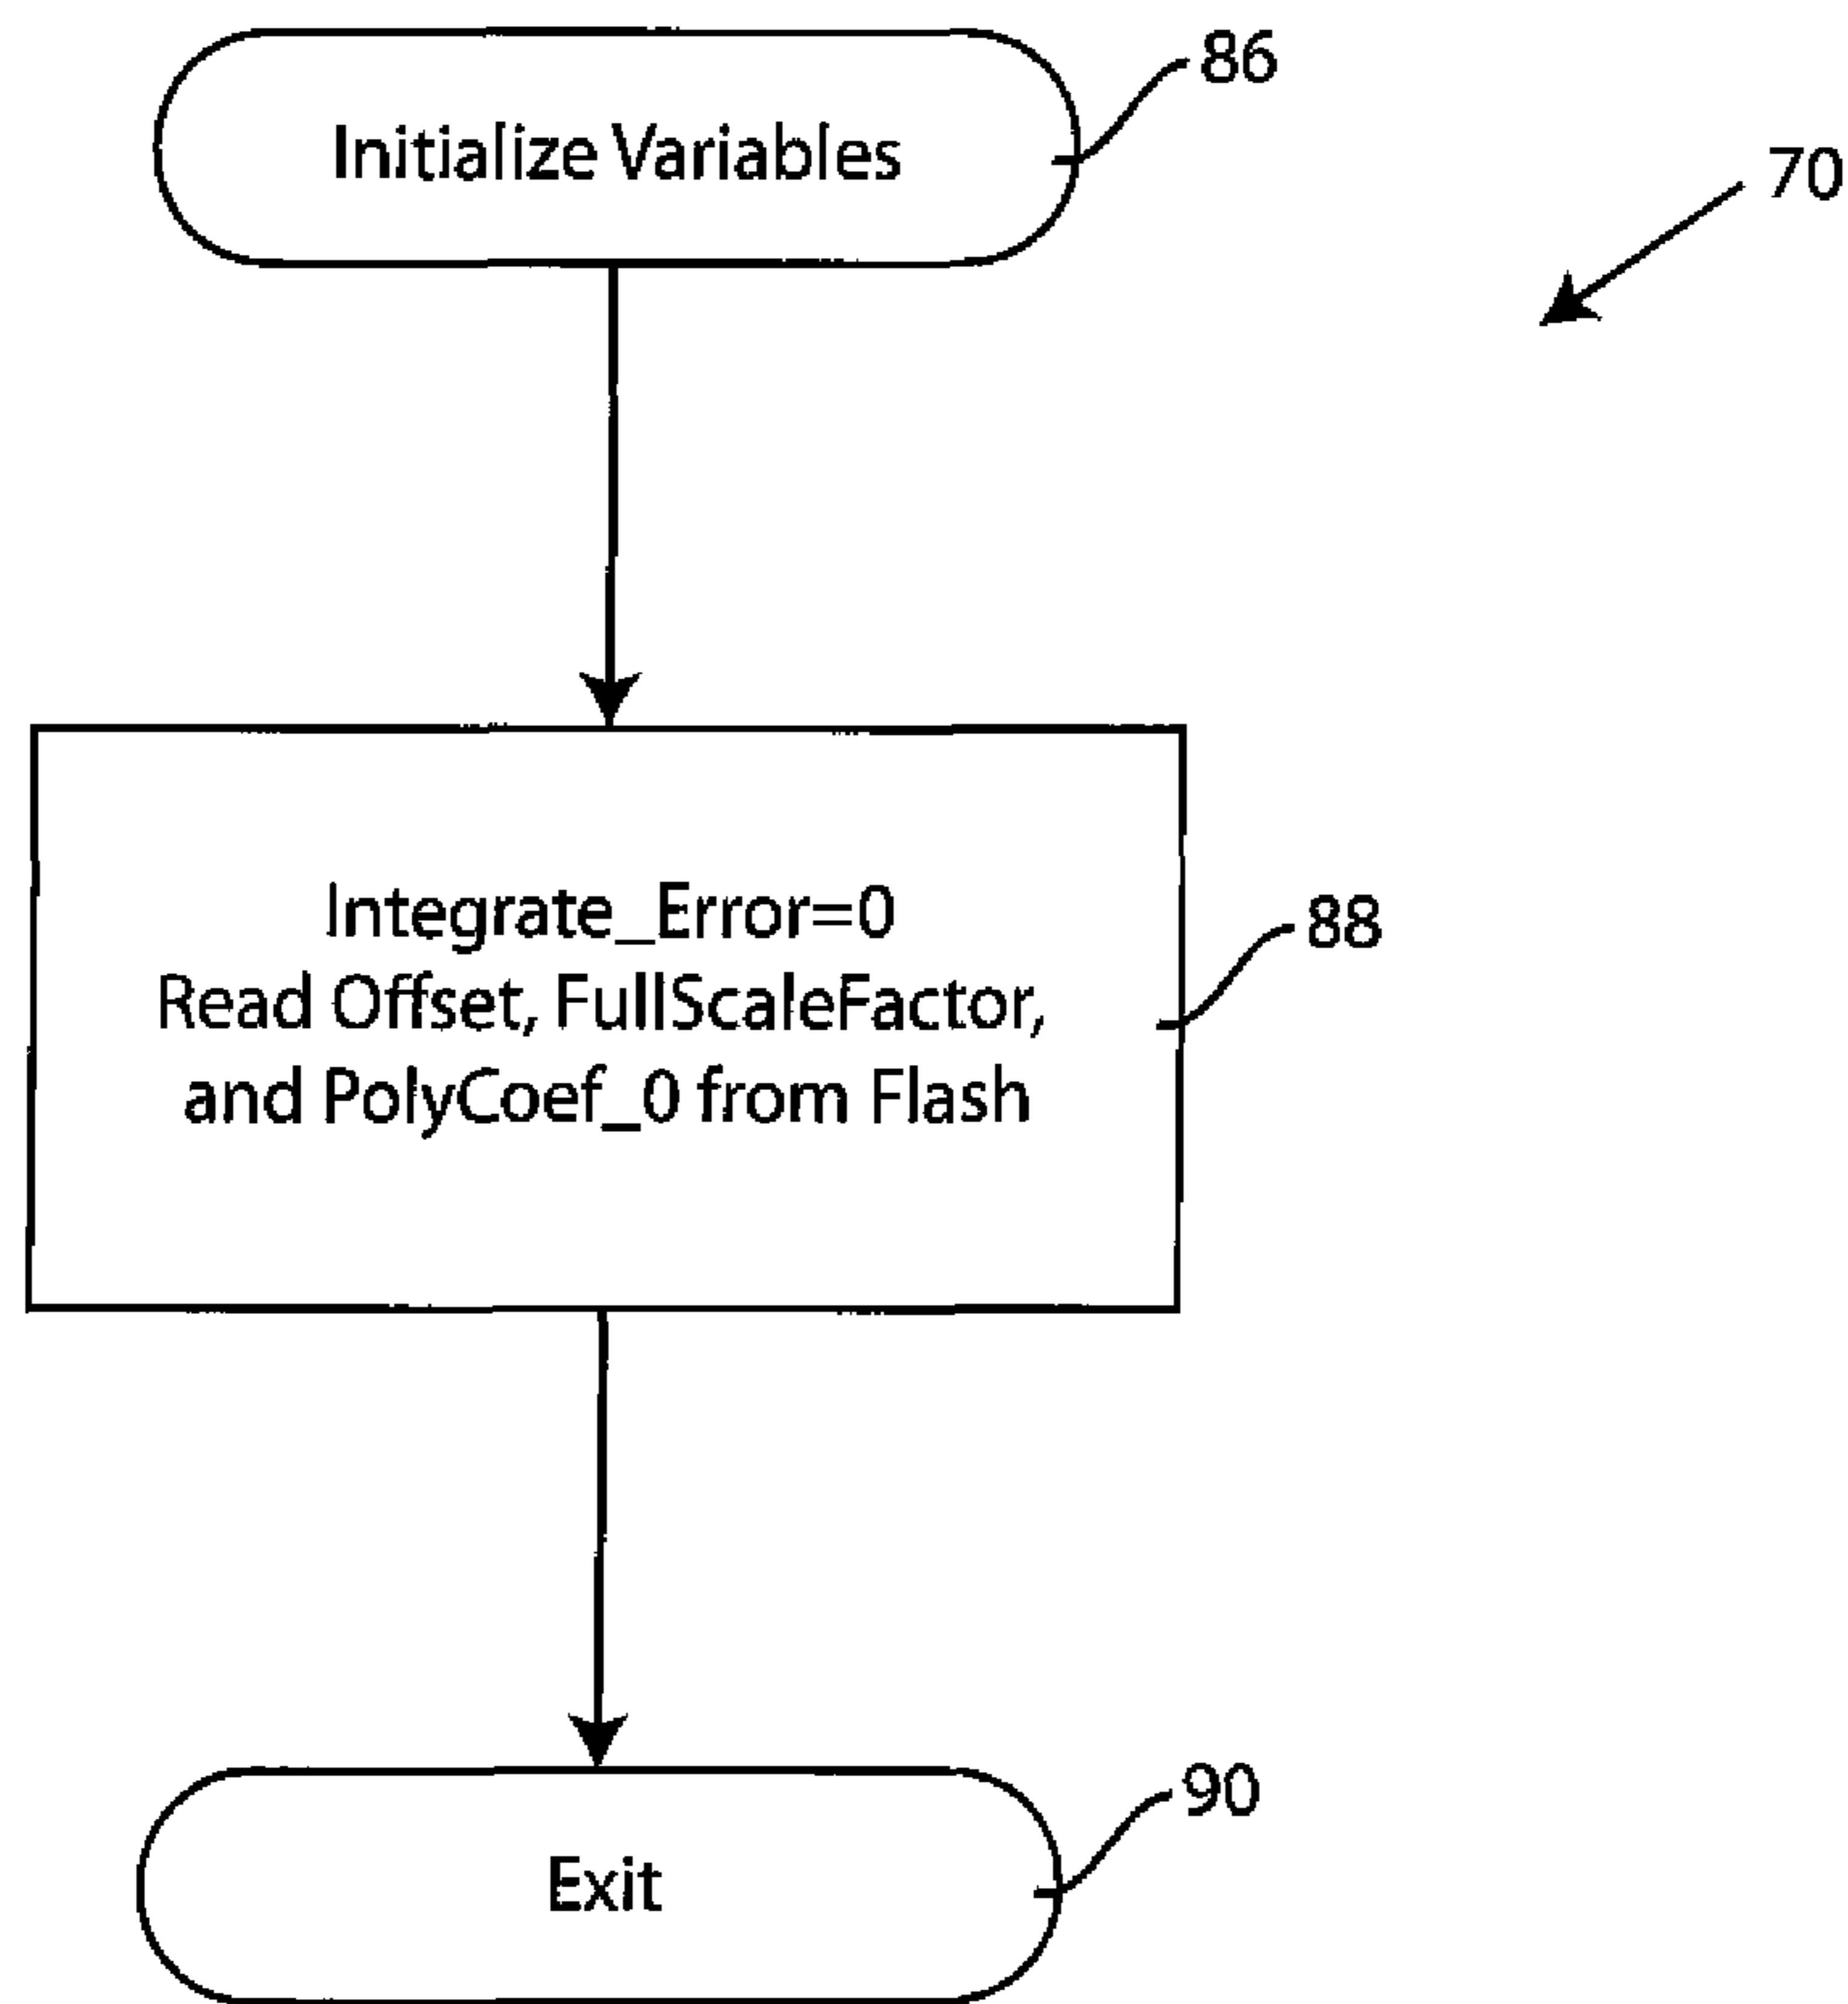 86
Initialize Variables
70
Integrate_Error=0
88
Read Offset, FullScaleFactor,
and PolyCoef_0 from Flash
90
Exit